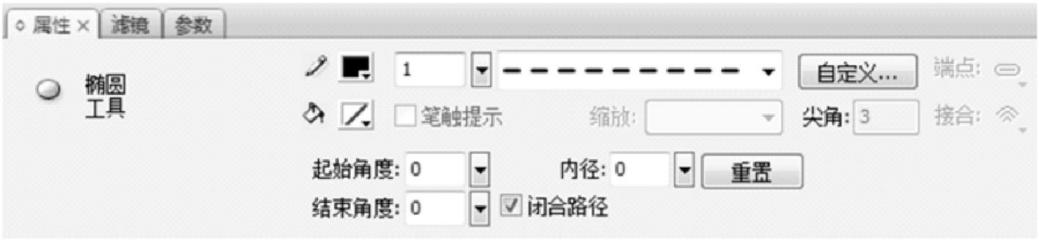 属性 × 滤镜 参数
椭圆
工具
1 自定义... 端点:
笔触提示 缩放: 尖角: 3 接合:
起始角度: 0 内径: 0 重置
结束角度: 0 闭合路径